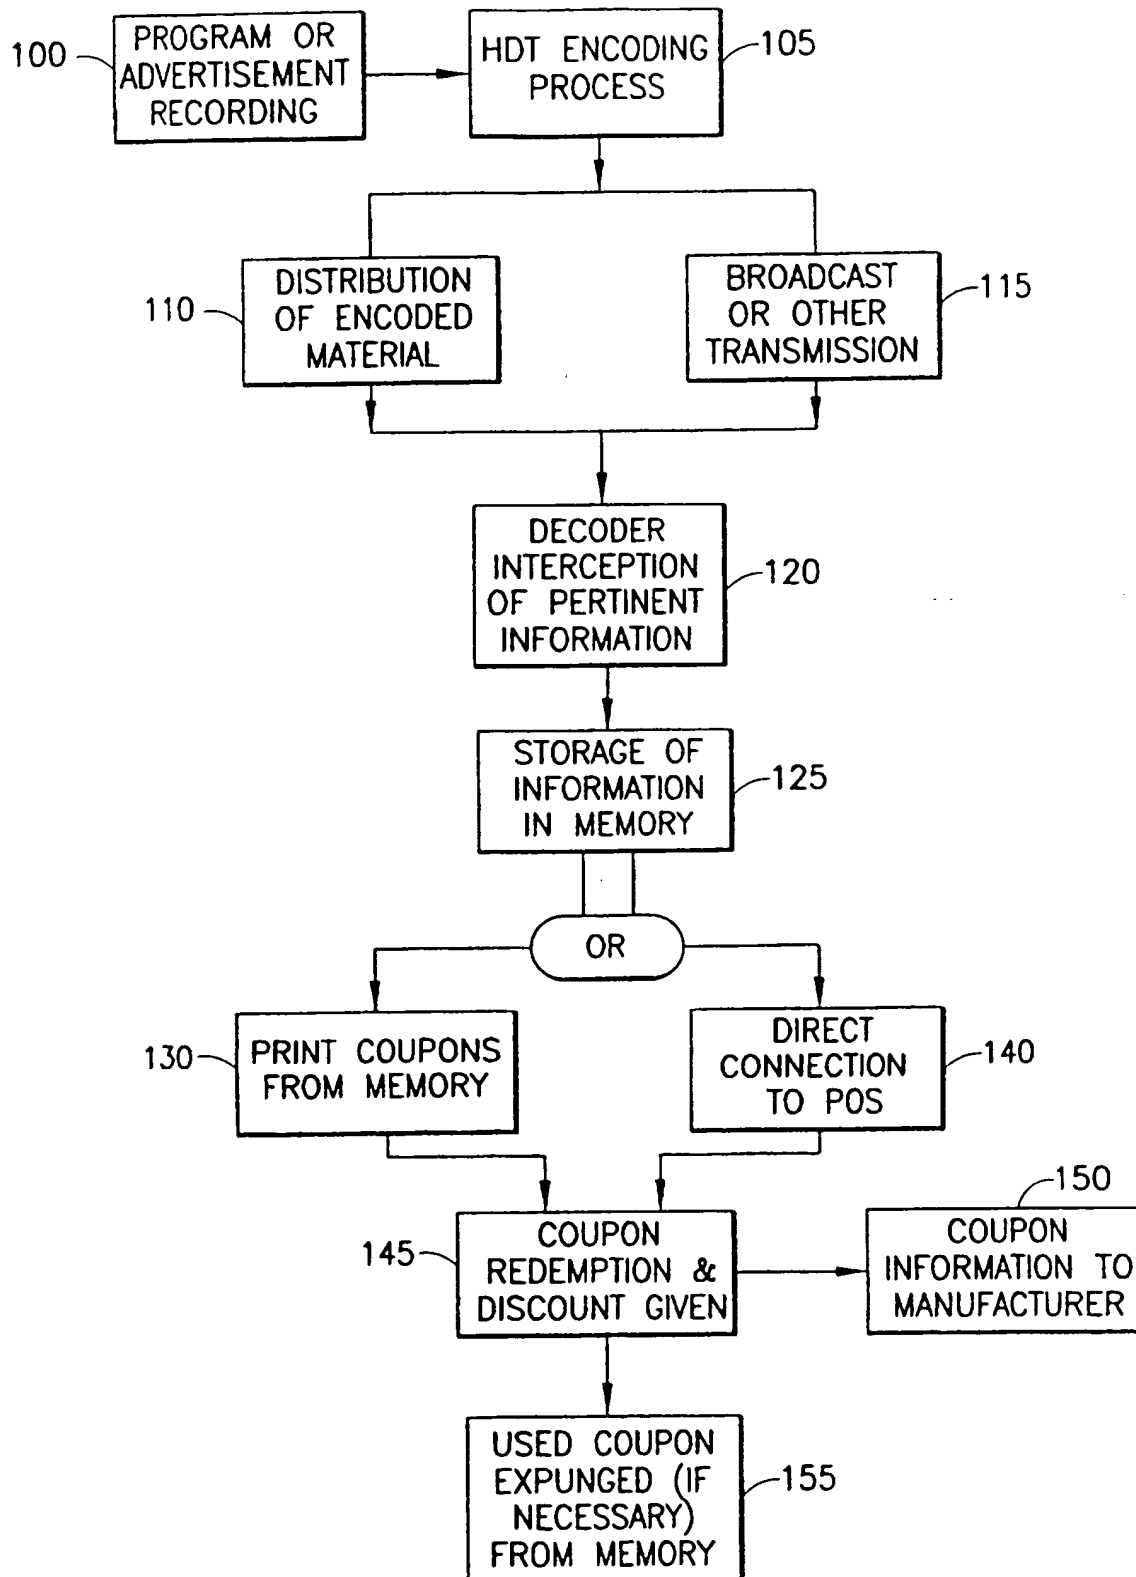 100
PROGRAM OR
ADVERTISEMENT
RECORDING
HDT ENCODING
PROCESS
105
110
DISTRIBUTION
OF ENCODED
MATERIAL
BROADCAST
OR OTHER
TRANSMISSION
115
DECODER
INTERCEPTION
OF PERTINENT
INFORMATION
120
STORAGE OF
INFORMATION
IN MEMORY
125
OR
130
PRINT COUPONS
FROM MEMORY
DIRECT
CONNECTION
TO POS
140
145
COUPON
REDEMPTION &
DISCOUNT GIVEN
150
COUPON
INFORMATION TO
MANUFACTURER
USED COUPON
EXPUNGED (IF
NECESSARY)
FROM MEMORY
155